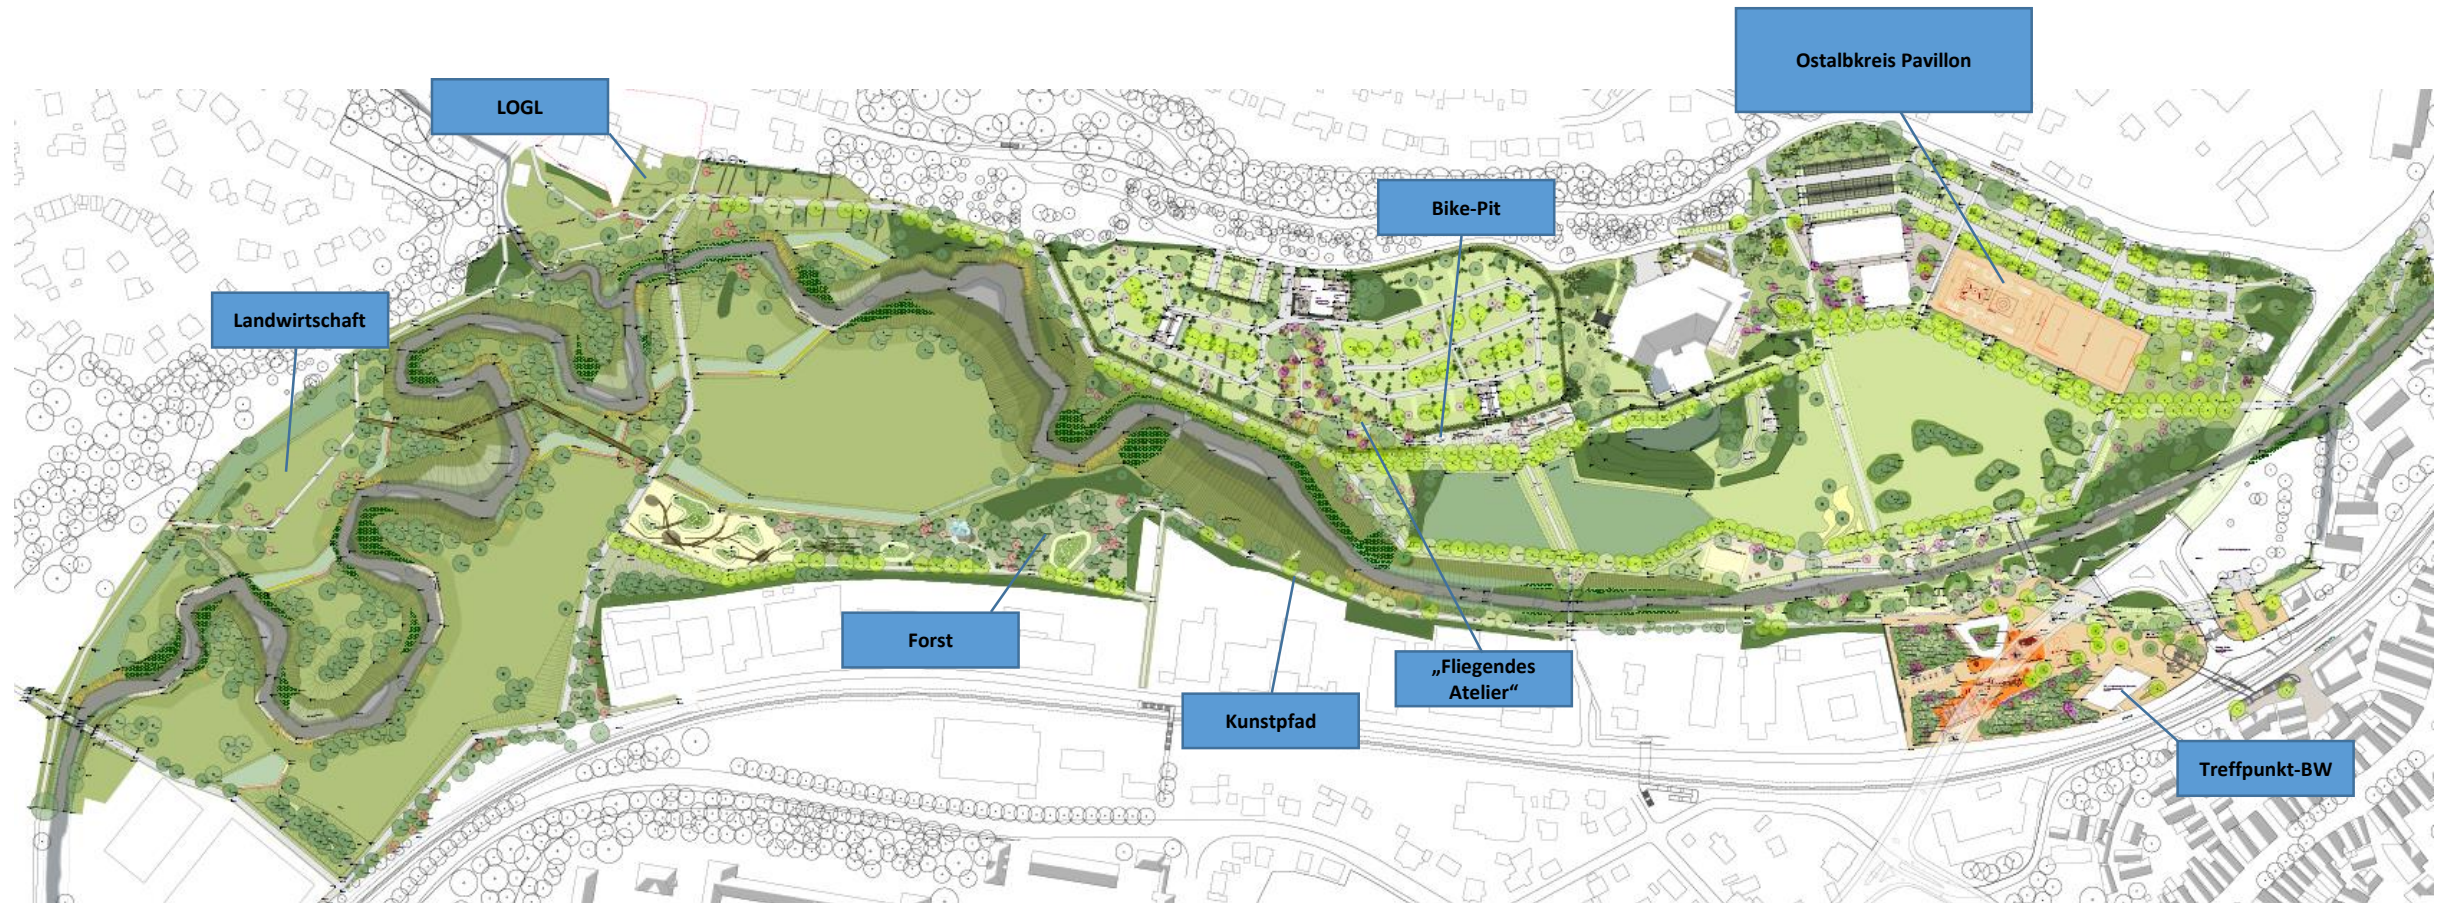 Ostalbkreis Pavillon
LOGL
Bike-Pit
Landwirtschaft
Forst
„Fliegendes
Atelier“
Kunstpfad
Treffpunkt-BW